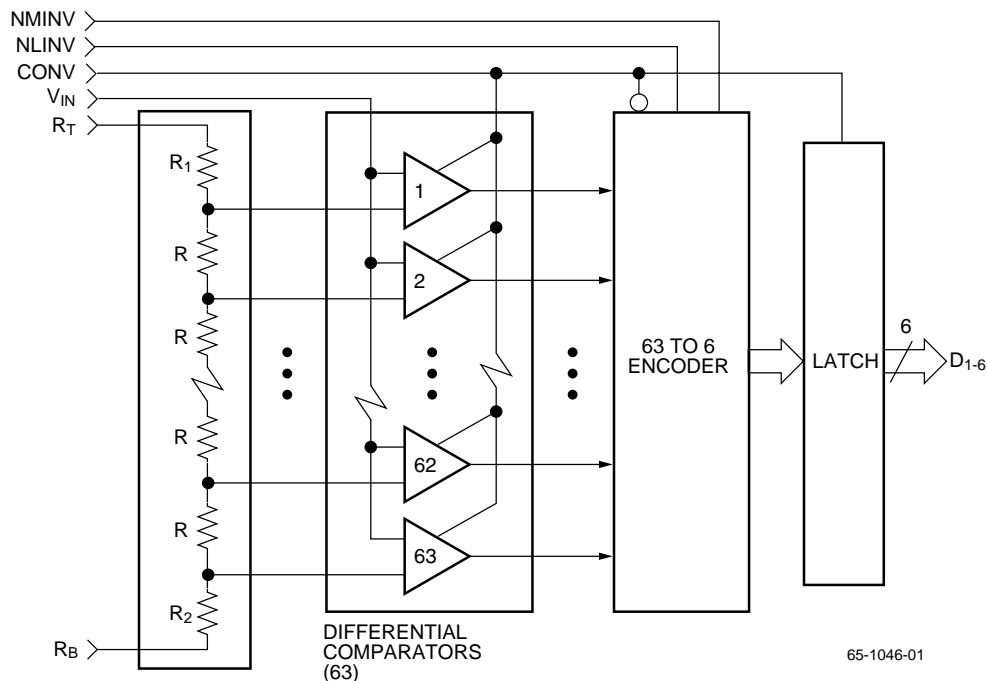 NMINV
NLINV
CONV
VIN
RT
R1
R
R
R
R
R2
RB
1
2
62
63
DIFFERENTIAL
COMPARATORS
(63)
63 TO 6
ENCODER
LATCH
6
D1-6
65-1046-01